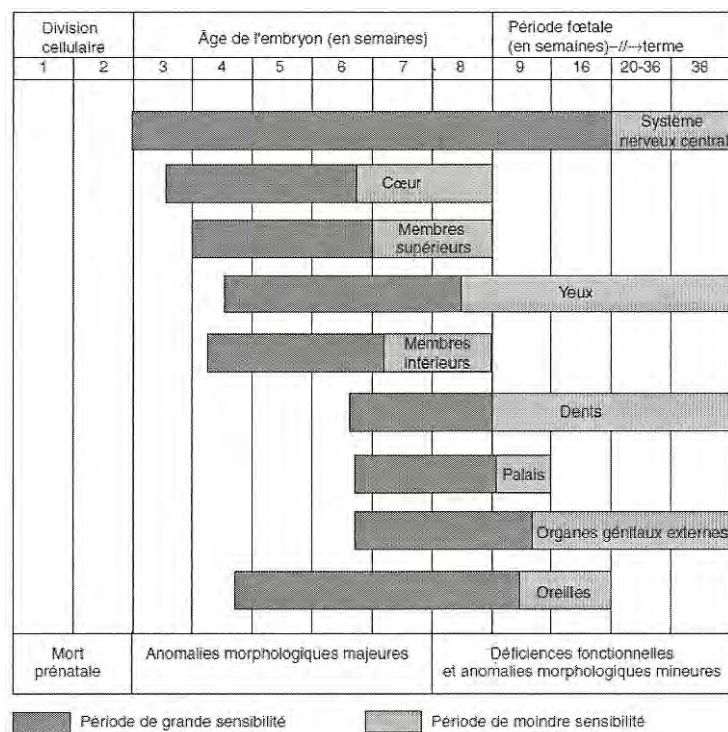 Division
cellulaire
Âge de l'embryon (en semaines)
Période fœtale
(en semaines)–//–→terme
1 2 3 4 5 6 7 8 9 16 20-36 38
Système
nerveux central
Cœur
Membres
supérieurs
Yeux
Membres
inférieurs
Dents
Palais
Organes génitaux externes
Oreilles
Mort
prénatale
Anomalies morphologiques majeures
Déficiences fonctionnelles
et anomalies morphologiques mineures
Période de grande sensibilité
Période de moindre sensibilité